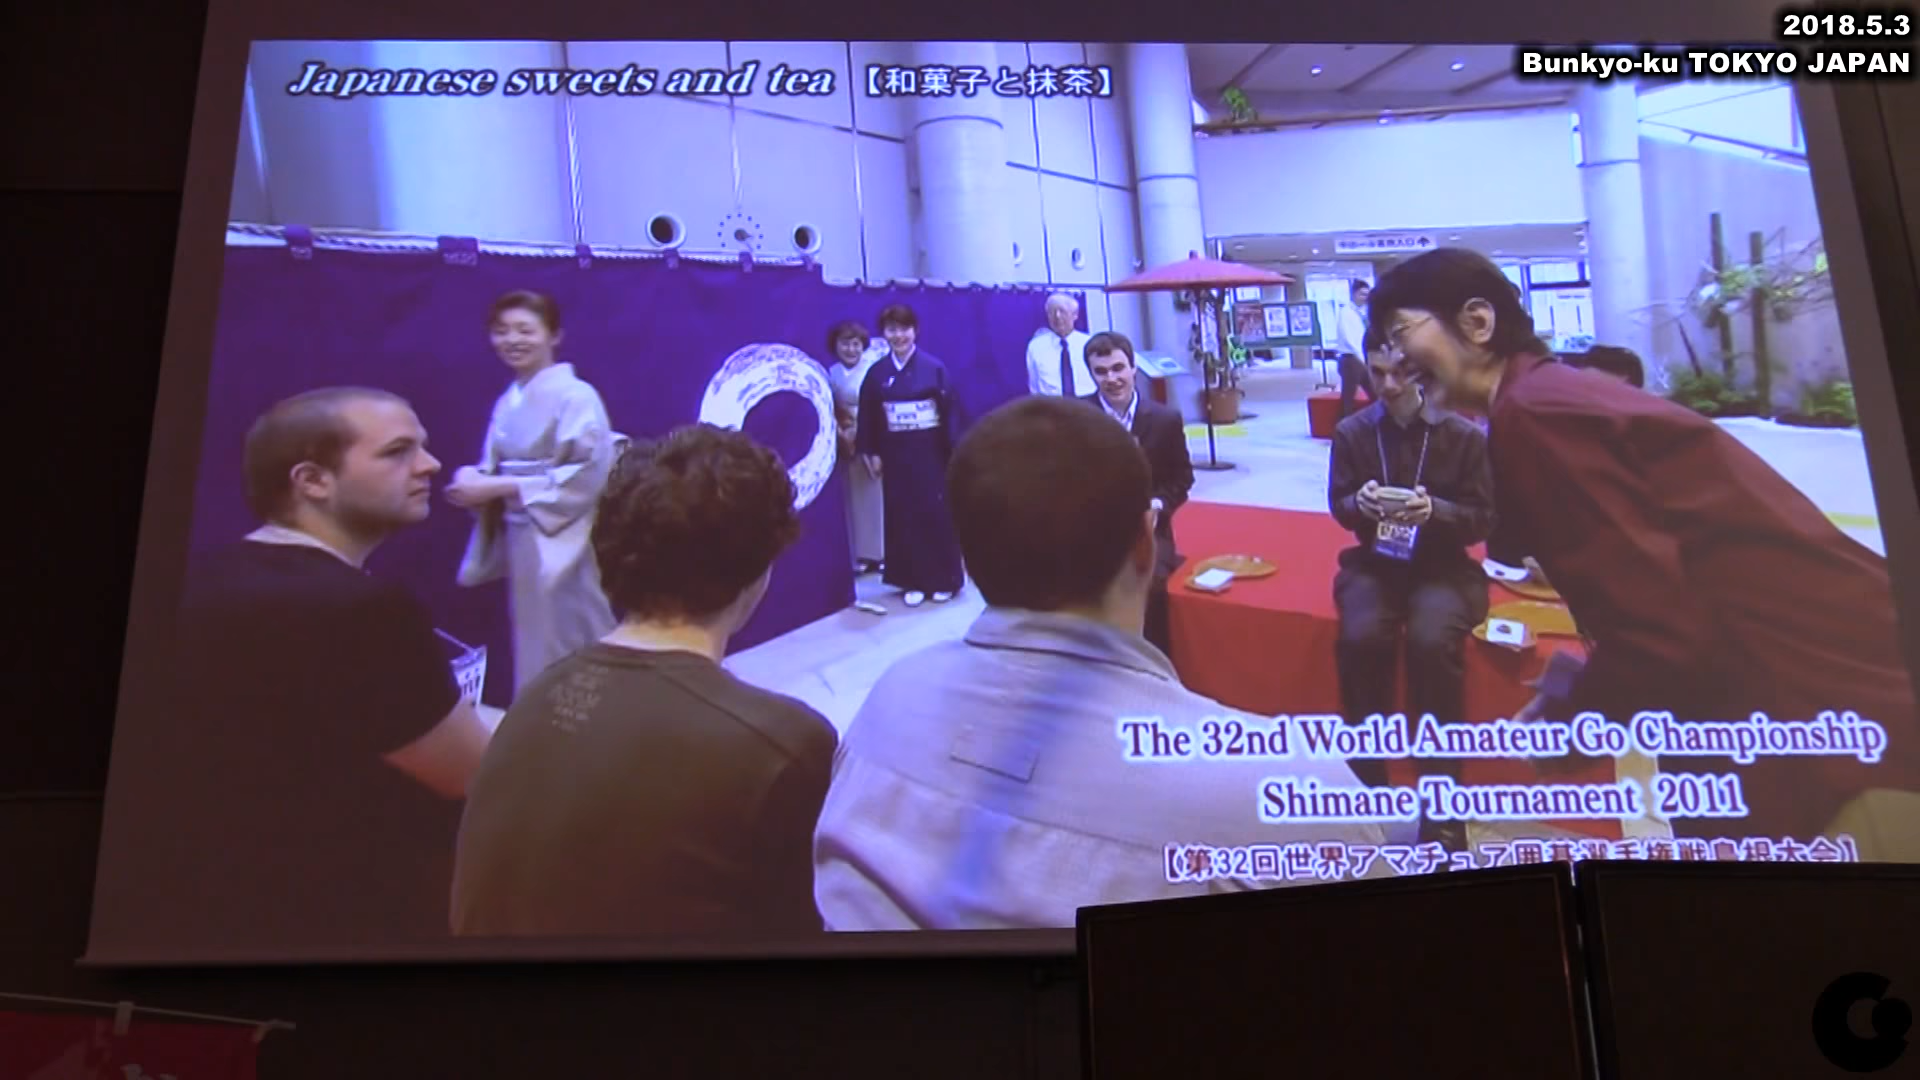 2018.5.3
Bunkyo-ku TOKYO JAPAN
Japanese sweets and tea 【和菓子と抹茶】
The 32nd World Amateur Go Championship
Shimane Tournament 2011
【第32回世界アマチュア囲碁選手権戦島根大会】